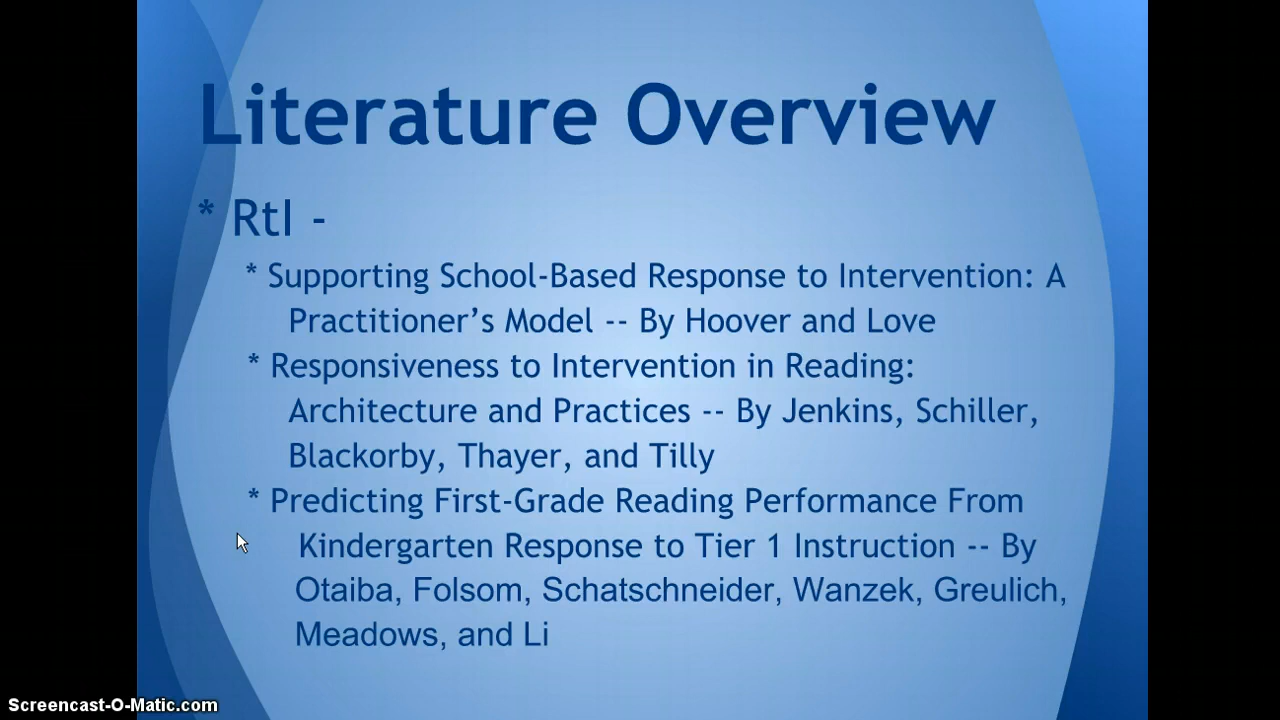 Literature Overview
* RtI -
* Supporting School-Based Response to Intervention: A
Practitioner’s Model -- By Hoover and Love
* Responsiveness to Intervention in Reading:
Architecture and Practices -- By Jenkins, Schiller,
Blackorby, Thayer, and Tilly
* Predicting First-Grade Reading Performance From
Kindergarten Response to Tier 1 Instruction -- By
Otaiba, Folsom, Schatschneider, Wanzek, Greulich,
Meadows, and Li
Screencast-O-Matic.com